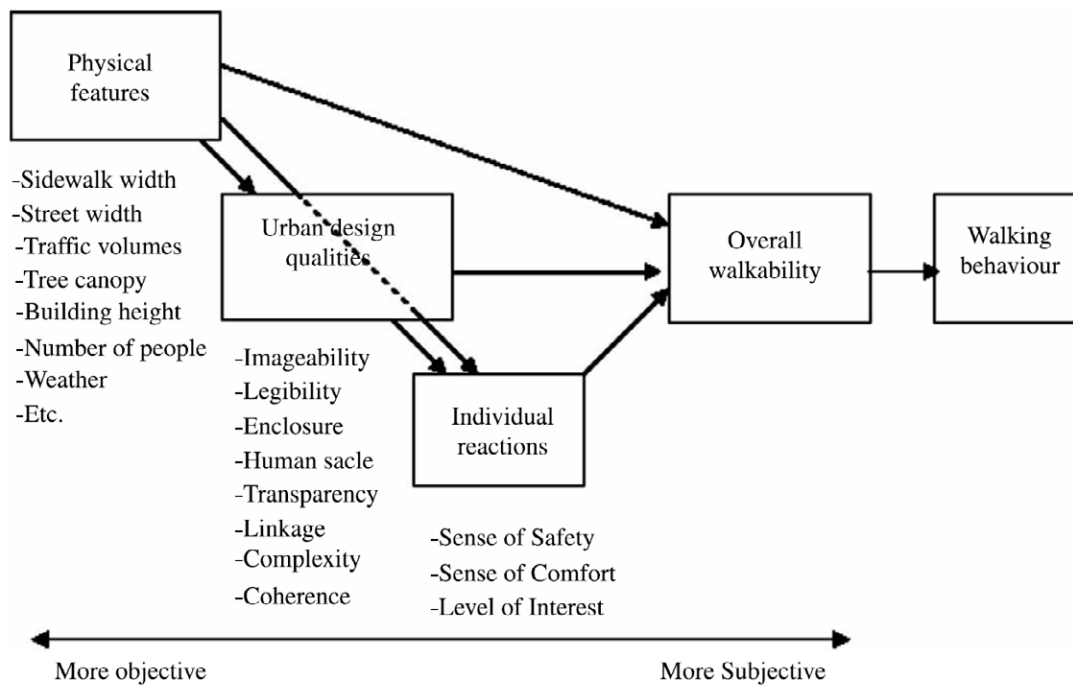 Physical
features
-Sidewalk width
-Street width
-Traffic volumes
-Tree canopy
-Building height
-Number of people
-Weather
-Etc.
Urban design
qualities
-Imageability
-Legibility
-Enclosure
-Human sacle
-Transparency
-Linkage
-Complexity
-Coherence
Individual
reactions
-Sense of Safety
-Sense of Comfort
-Level of Interest
Overall
walkability
Walking
behaviour
More objective
More Subjective